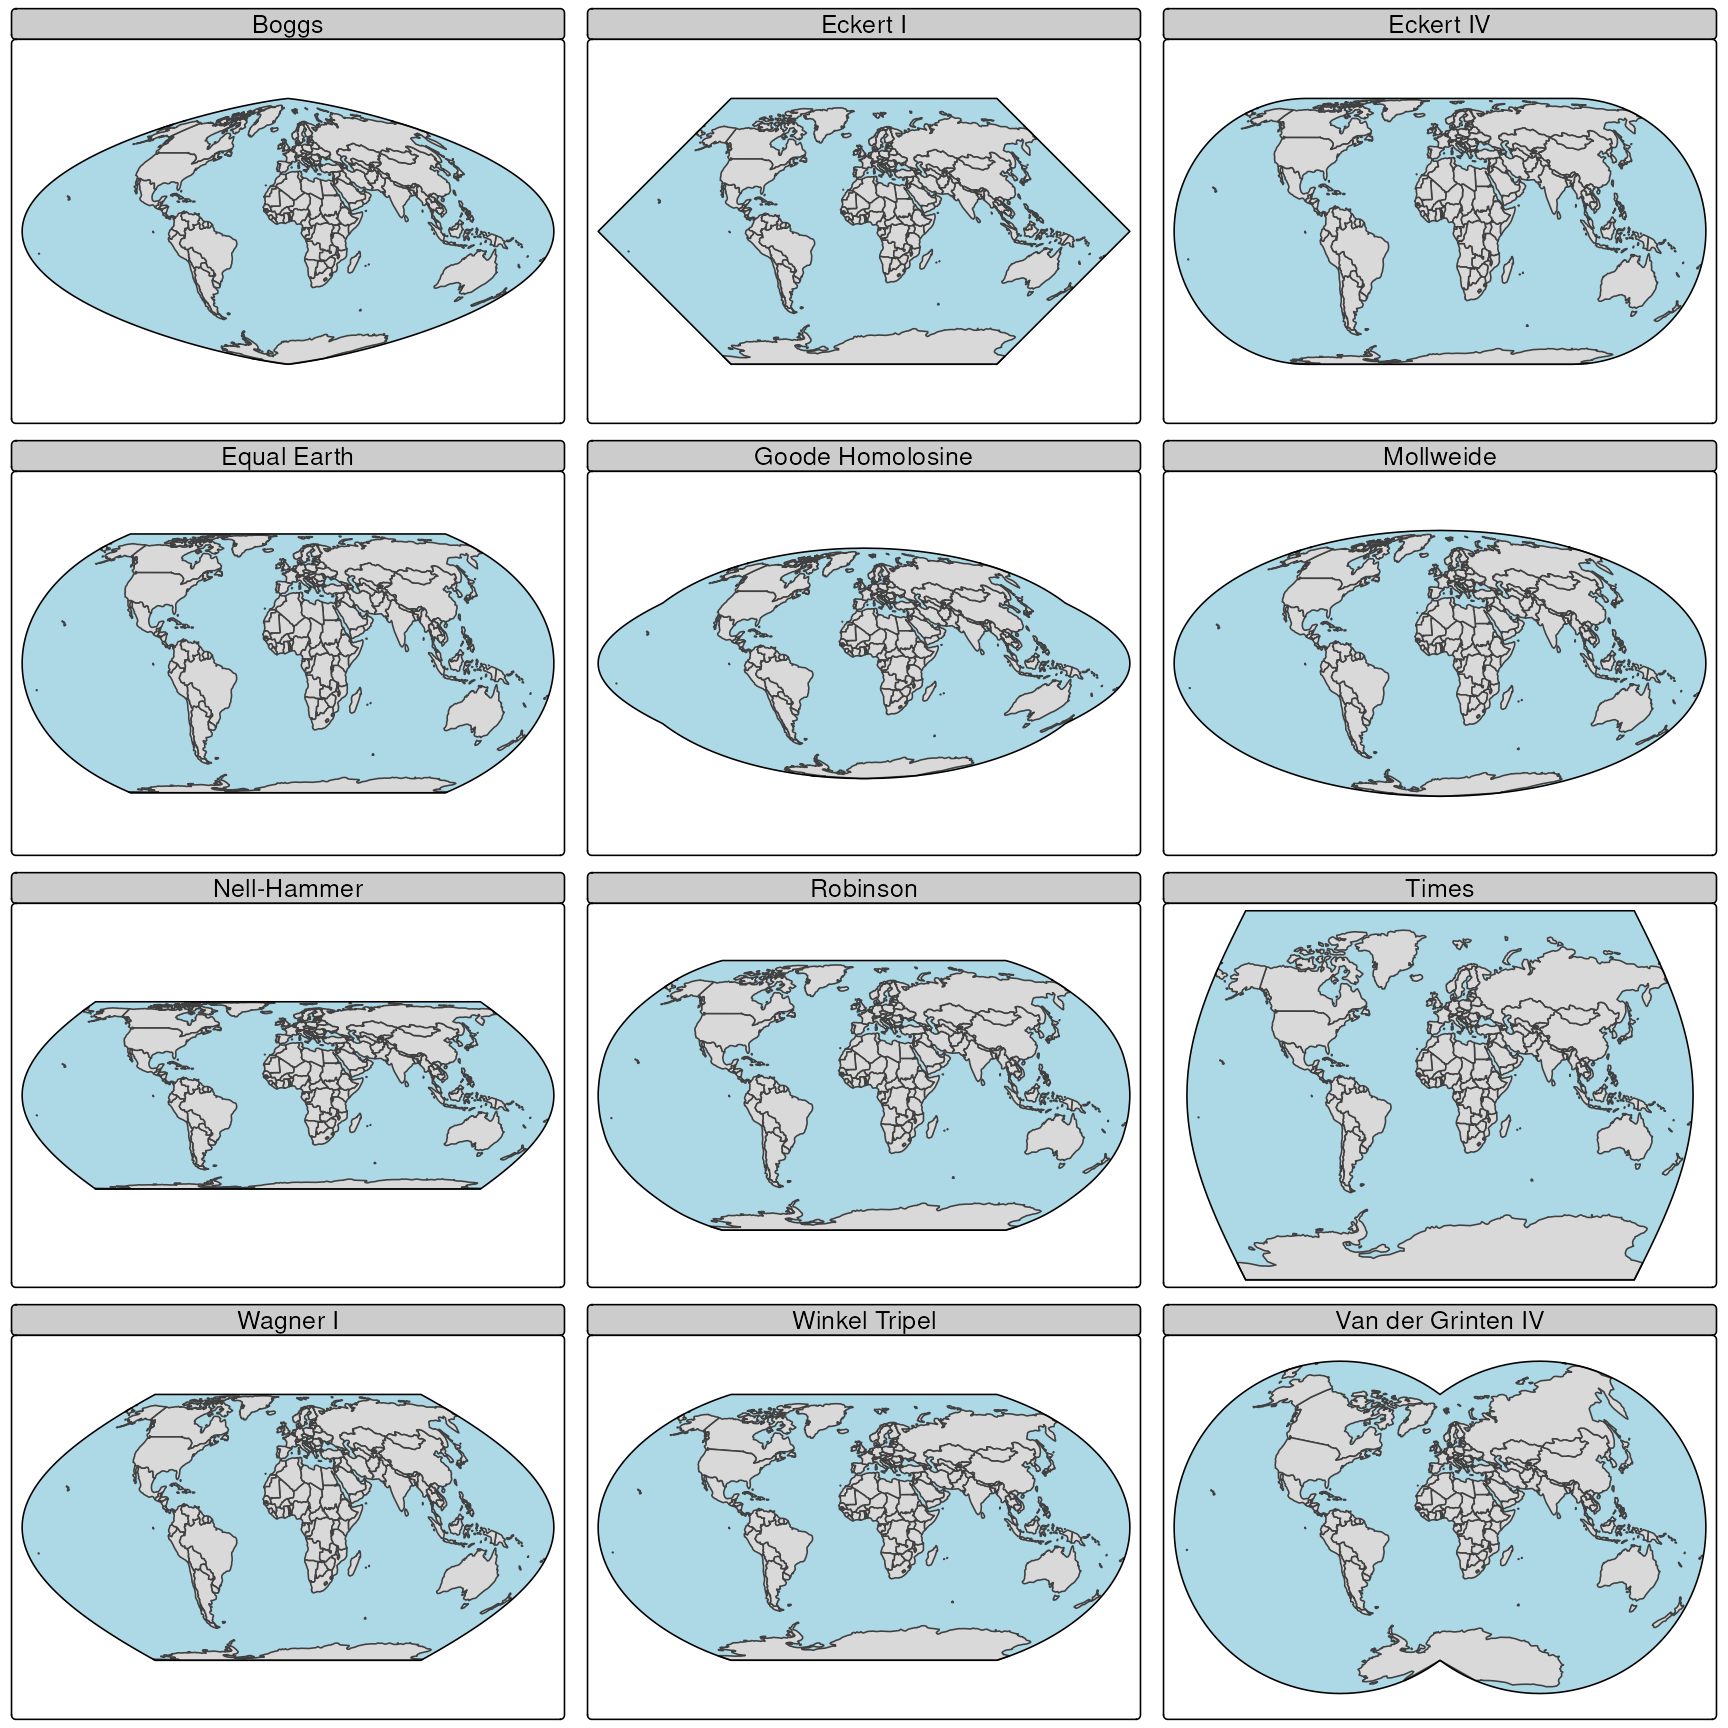 Boggs
Eckert I
Eckert IV
Equal Earth
Goode Homolosine
Mollweide
Nell-Hammer
Robinson
Times
Wagner I
Winkel Tripel
Van der Grinten IV